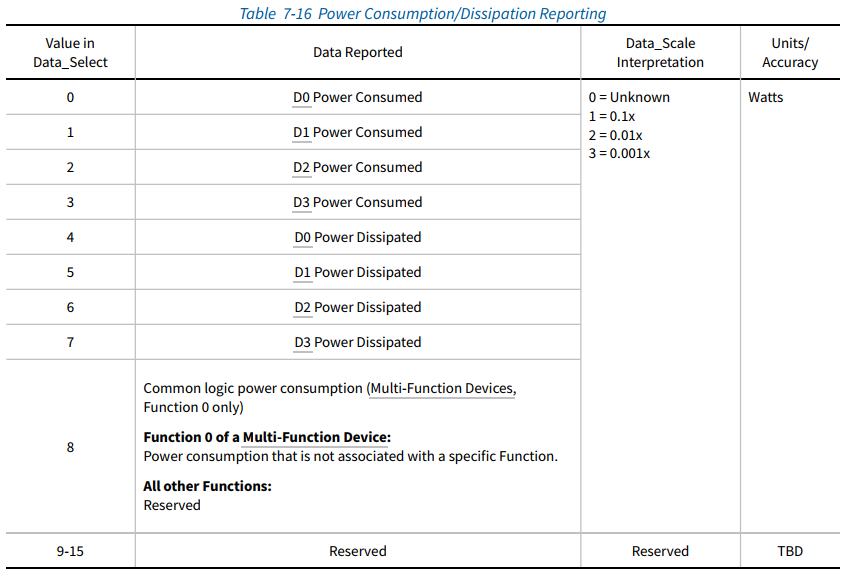 Table 7-16 Power Consumption/Dissipation Reporting
Value in
Data_Select
Data Reported
Data_Scale
Interpretation
Units/
Accuracy
0
D0 Power Consumed
0 = Unknown
1 = 0.1x
2 = 0.01x
3 = 0.001x
Watts
1
D1 Power Consumed
2
D2 Power Consumed
3
D3 Power Consumed
4
D0 Power Dissipated
5
D1 Power Dissipated
6
D2 Power Dissipated
7
D3 Power Dissipated
8
Common logic power consumption (Multi-Function Devices,
Function 0 only)
Function 0 of a Multi-Function Device:
Power consumption that is not associated with a specific Function.
All other Functions:
Reserved
9-15
Reserved
Reserved
TBD